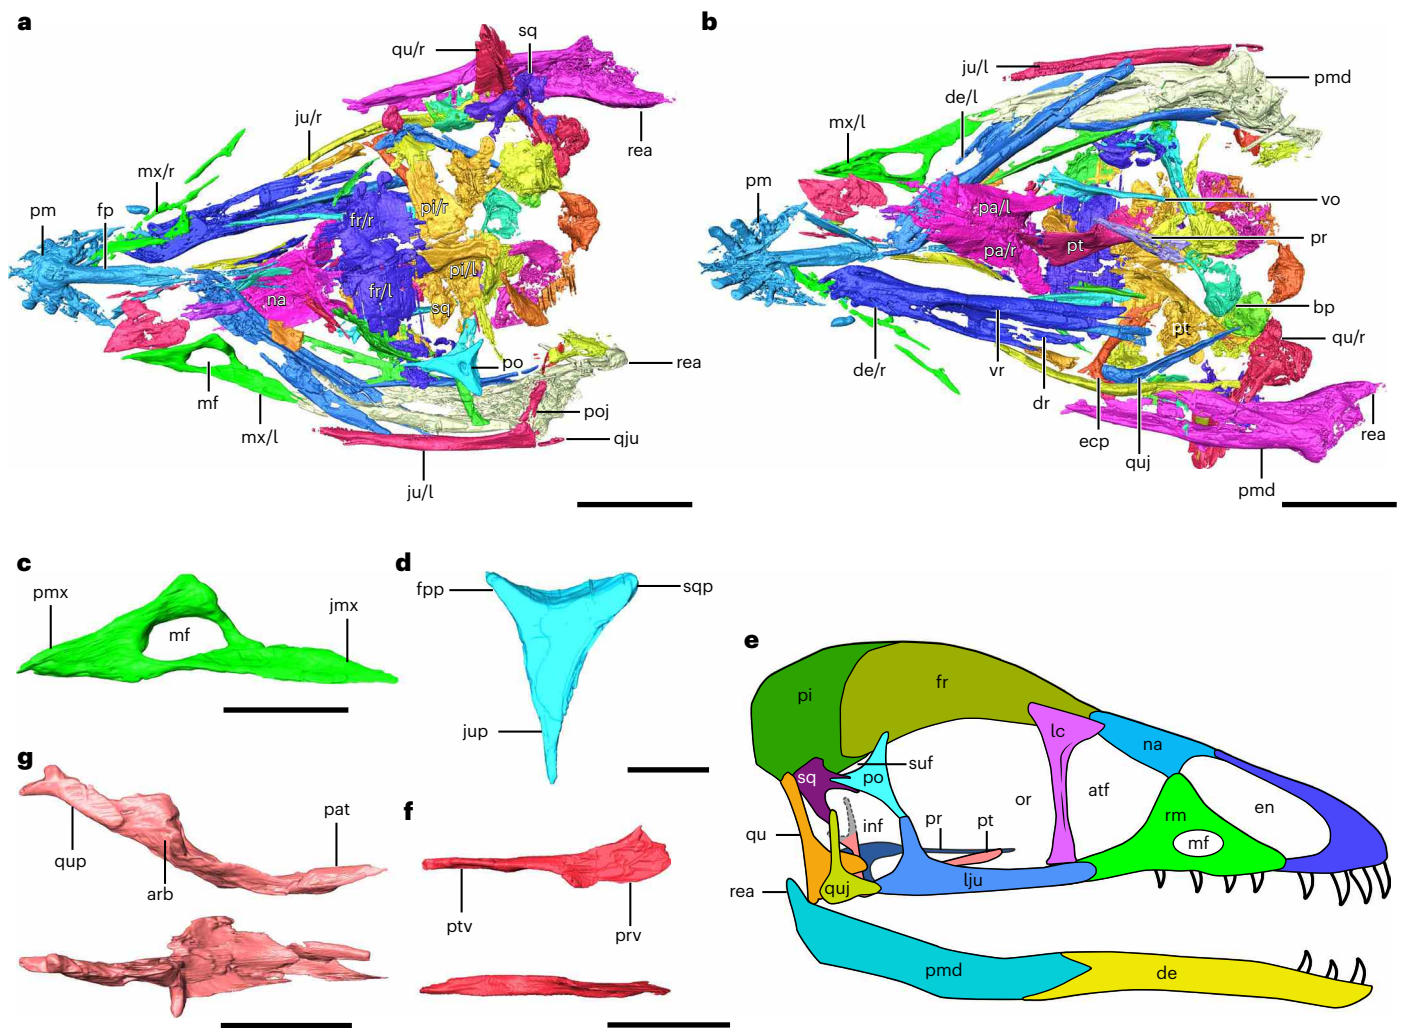 a
qu/r
sq
ju/r
rea
mx/r
pm
fp
fr/r
pi/r
pi/l
na
fr/l
sq
po
rea
mf
poj
mx/l
qju
ju/l
b
ju/l
pmd
de/l
mx/l
pm
vo
pa/l
pr
pa/r
pt
bp
pt
qu/r
de/r
vr
dr
ecp
rea
quj
pmd
c
pmx
jmx
mf
d
fpp
sqp
jup
e
pi
fr
lc
na
sq
po
suf
or
atf
en
qu
inf
pr
pt
rm
mf
rea
quj
lju
pmd
de
g
pat
qup
arb
f
ptv
prv